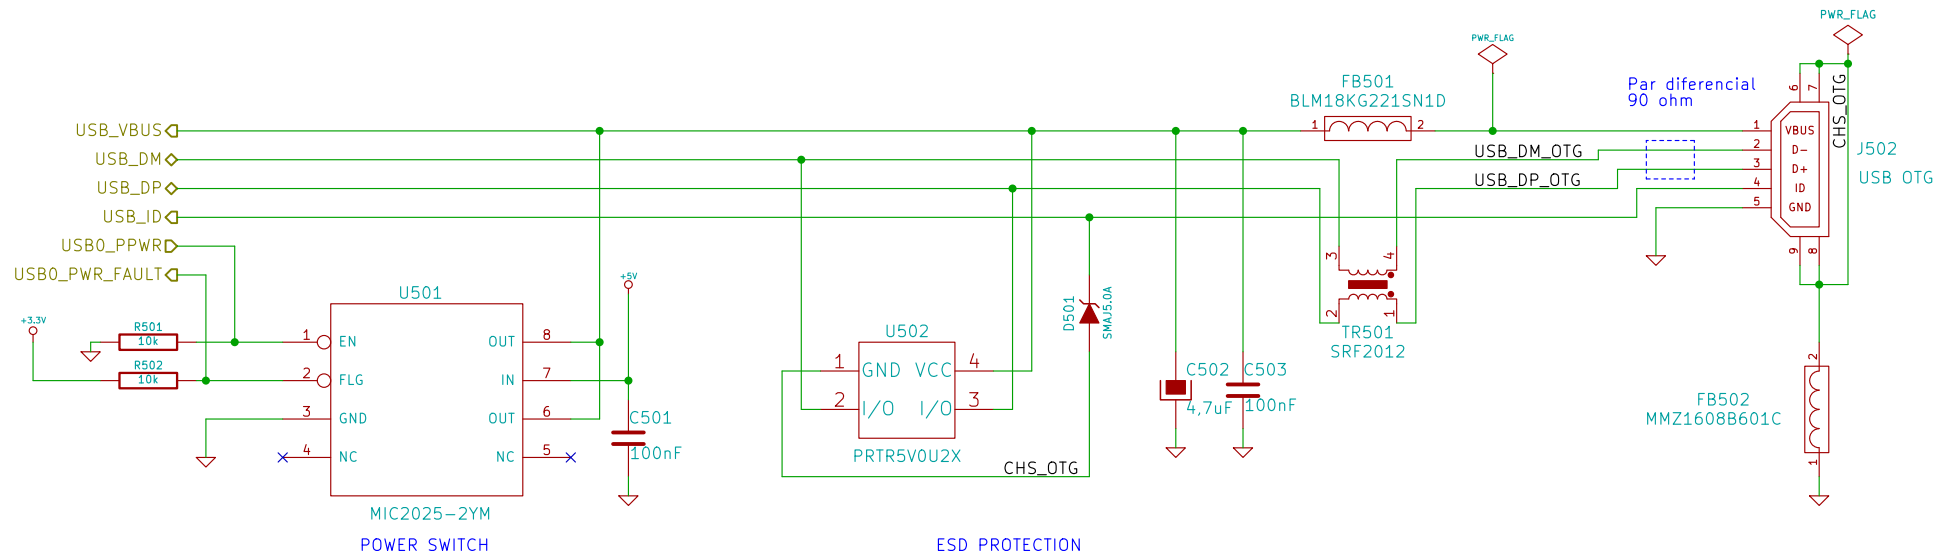 PWR_FLAG
PWR_FLAG
FB501
BLM18KG221SN1D
Par diferencial
90 ohm
CHS_OTG
USB_VBUS
USB_DM
USB_DP
USB_ID
USB0_PPWR
USB0_PWR_FAULT
1
2
USB_DM_OTG
USB_DP_OTG
6
7
1
2
3
4
5
VBUS
D-
D+
ID
GND
9
8
J502
USB OTG
+3.3V
R501
10k
R502
10k
U501
1
2
3
4
EN
FLG
GND
NC
OUT
IN
OUT
NC
8
7
6
5
MIC2025-2YM
POWER SWITCH
+5V
C501
100nF
U502
1
2
GND
I/O
VCC
I/O
4
3
PRTR5V0U2X
CHS_OTG
ESD PROTECTION
D501
SMAJ5.0A
C502
4,7uF
C503
100nF
3
4
2
1
TR501
SRF2012
2
FB502
MMZ1608B601C
1